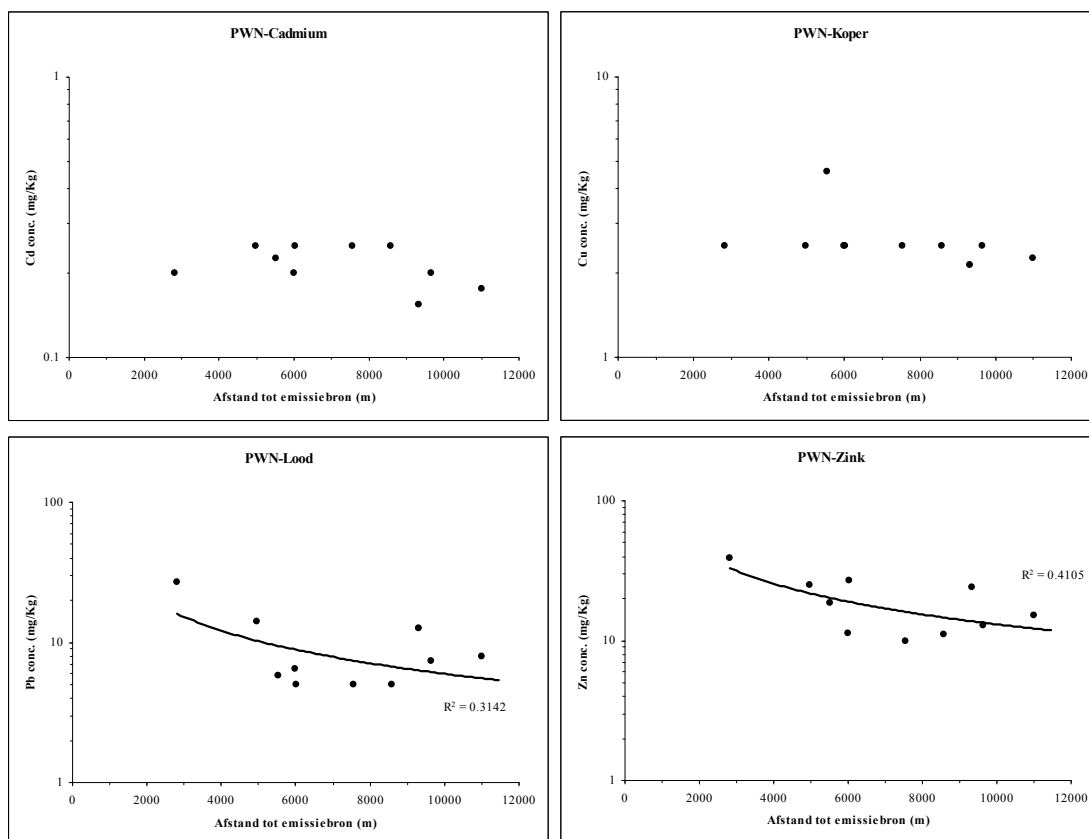 PWN-Cadmium
1
Cd conc. (mg/Kg)
0.1
0 2000 4000 6000 8000 10000 12000
Afstand tot emissiebron (m)
PWN-Koper
10
Cu conc. (mg/Kg)
1
0 2000 4000 6000 8000 10000 12000
Afstand tot emissiebron (m)
PWN-Lood
100
10
Pb conc. (mg/Kg)
1
R² = 0.3142
0 2000 4000 6000 8000 10000 12000
Afstand tot emissiebron (m)
PWN-Zink
100
R² = 0.4105
10
Zn conc. (mg/Kg)
1
0 2000 4000 6000 8000 10000 12000
Afstand tot emissiebron (m)